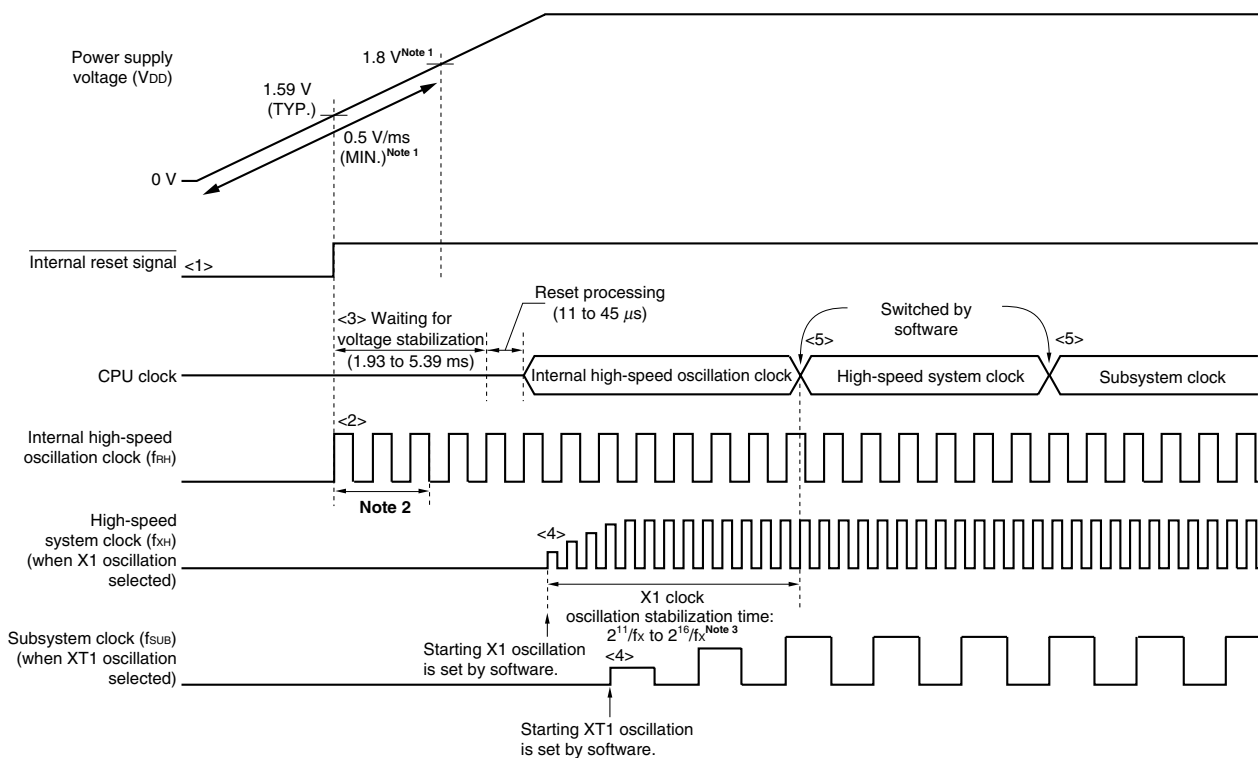 Power supply
voltage (VDD)
1.8 V Note 1
1.59 V
(TYP.)
0.5 V/ms
(MIN.) Note 1
0 V
Internal reset signal
<1>
Reset processing
(11 to 45 μs)
<3> Waiting for
voltage stabilization
(1.93 to 5.39 ms)
Switched by
software
<5>
<5>
CPU clock
Internal high-speed oscillation clock
High-speed system clock
Subsystem clock
<2>
Internal high-speed
oscillation clock (fRH)
Note 2
High-speed
system clock (fXH)
(when X1 oscillation
selected)
<4>
X1 clock
oscillation stabilization time:
2^11/fX to 2^16/fX Note 3
Starting X1 oscillation
is set by software.
Subsystem clock (fSUB)
(when XT1 oscillation
selected)
<4>
Starting XT1 oscillation
is set by software.